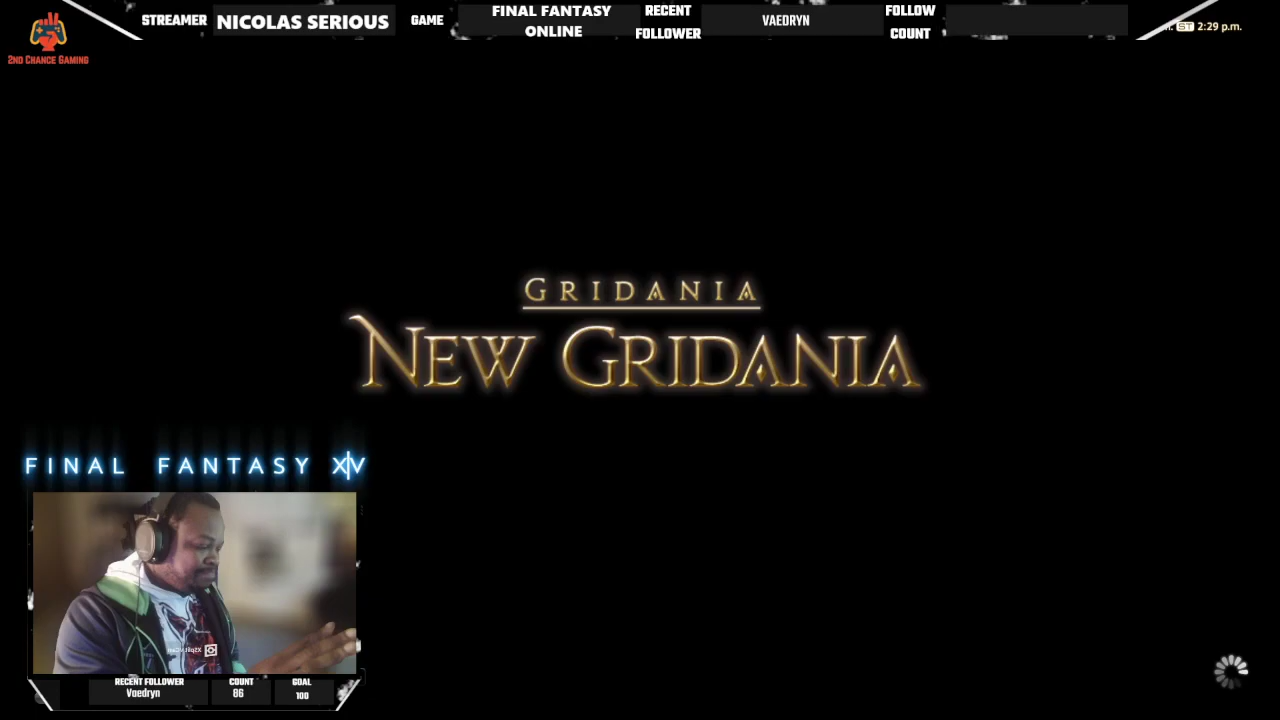 STREAMER
NICOLAS SERIOUS
GAME
FINAL FANTASY
ONLINE
RECENT
FOLLOWER
VAEDRYN
FOLLOW
COUNT
ST 2:29 p.m.
2ND CHANCE GAMING
GRIDANIA
NEW GRIDANIA
FINAL FANTASY XIV
RECENT FOLLOWER
Vaedryn
COUNT
86
GOAL
100